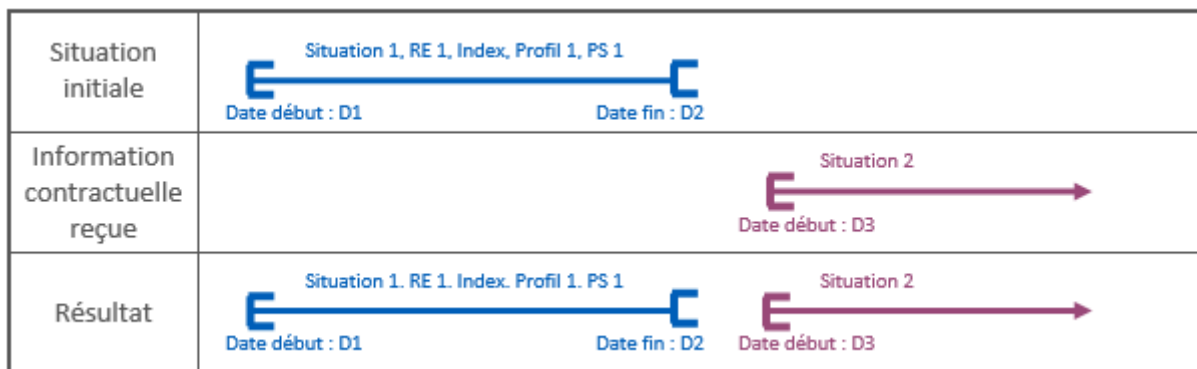 Situation
initiale
Situation 1, RE 1, Index, Profil 1, PS 1
Date début : D1
Date fin : D2
Information
contractuelle
reçue
Situation 2
Date début : D3
Résultat
Situation 1. RE 1. Index. Profil 1. PS 1
Situation 2
Date début : D1
Date fin : D2
Date début : D3